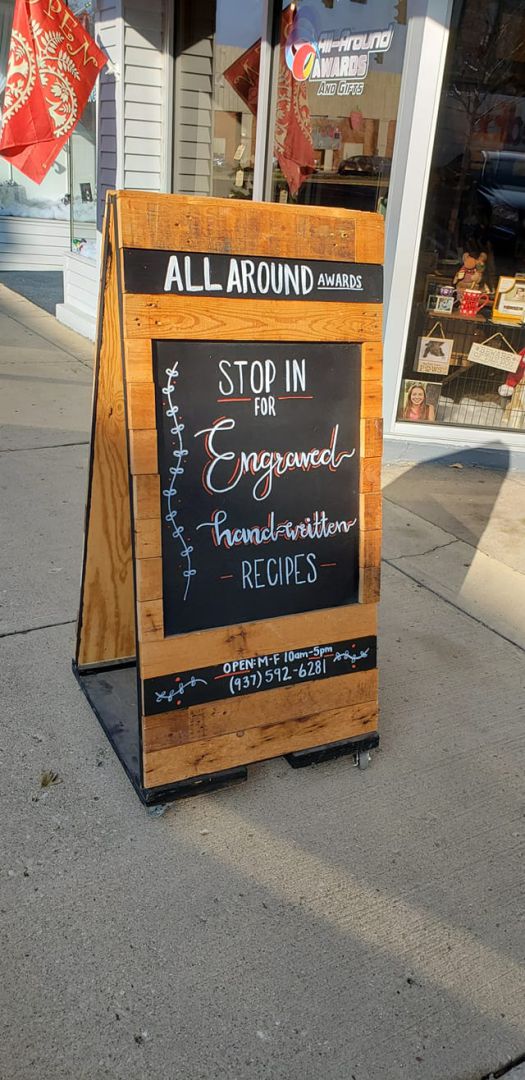 OPEN
All-Around
AWARDS
AND GIFTS
ALL AROUND AWARDS
STOP IN
FOR
Engraved
hand-written
- RECIPES -
OPEN: M-F 10am-5pm
(937) 592-6281